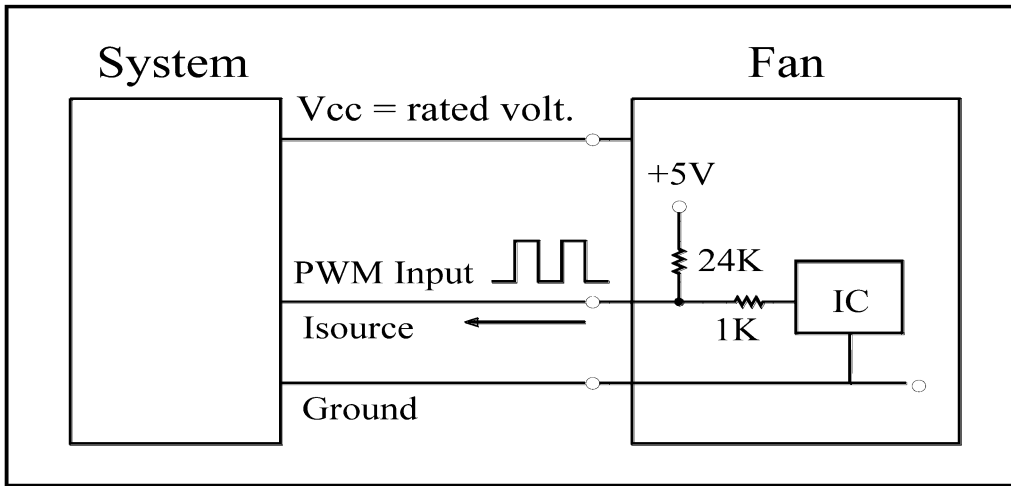 System
Fan
Vcc = rated volt.
+5V
24K
PWM Input
IC
1K
Isource
Ground